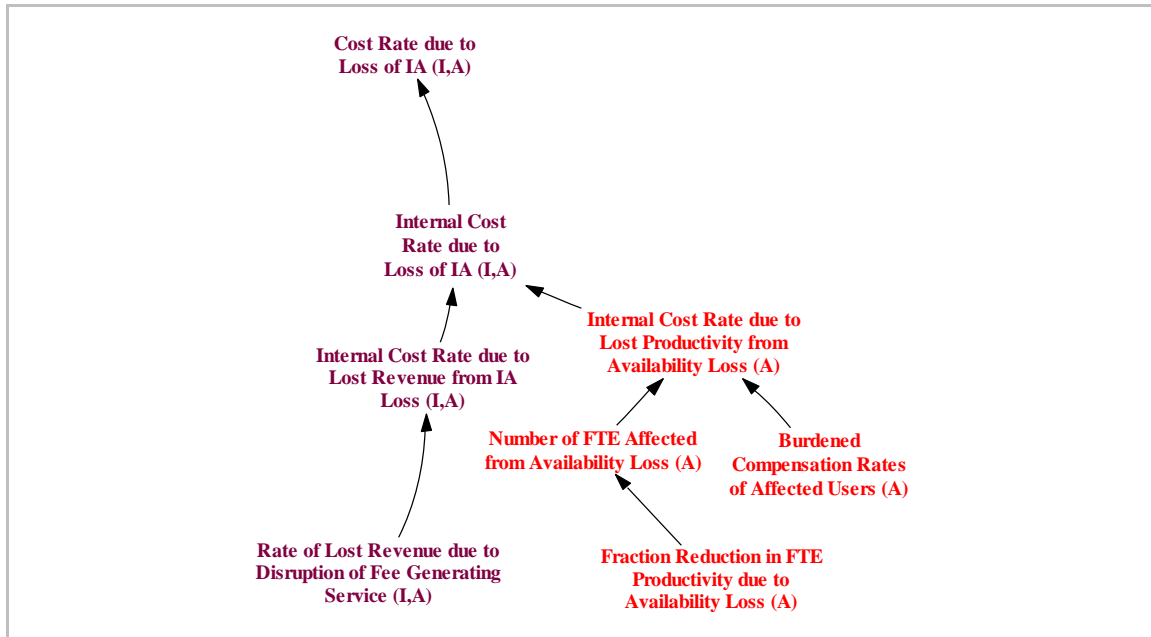 Cost Rate due to
Loss of IA (I,A)
Internal Cost
Rate due to
Loss of IA (I,A)
Internal Cost Rate due to
Lost Productivity from
Availability Loss (A)
Internal Cost Rate due to
Lost Revenue from IA
Loss (I,A)
Number of FTE Affected
from Availability Loss (A)
Burdened
Compensation Rates
of Affected Users (A)
Rate of Lost Revenue due to
Disruption of Fee Generating
Service (I,A)
Fraction Reduction in FTE
Productivity due to
Availability Loss (A)